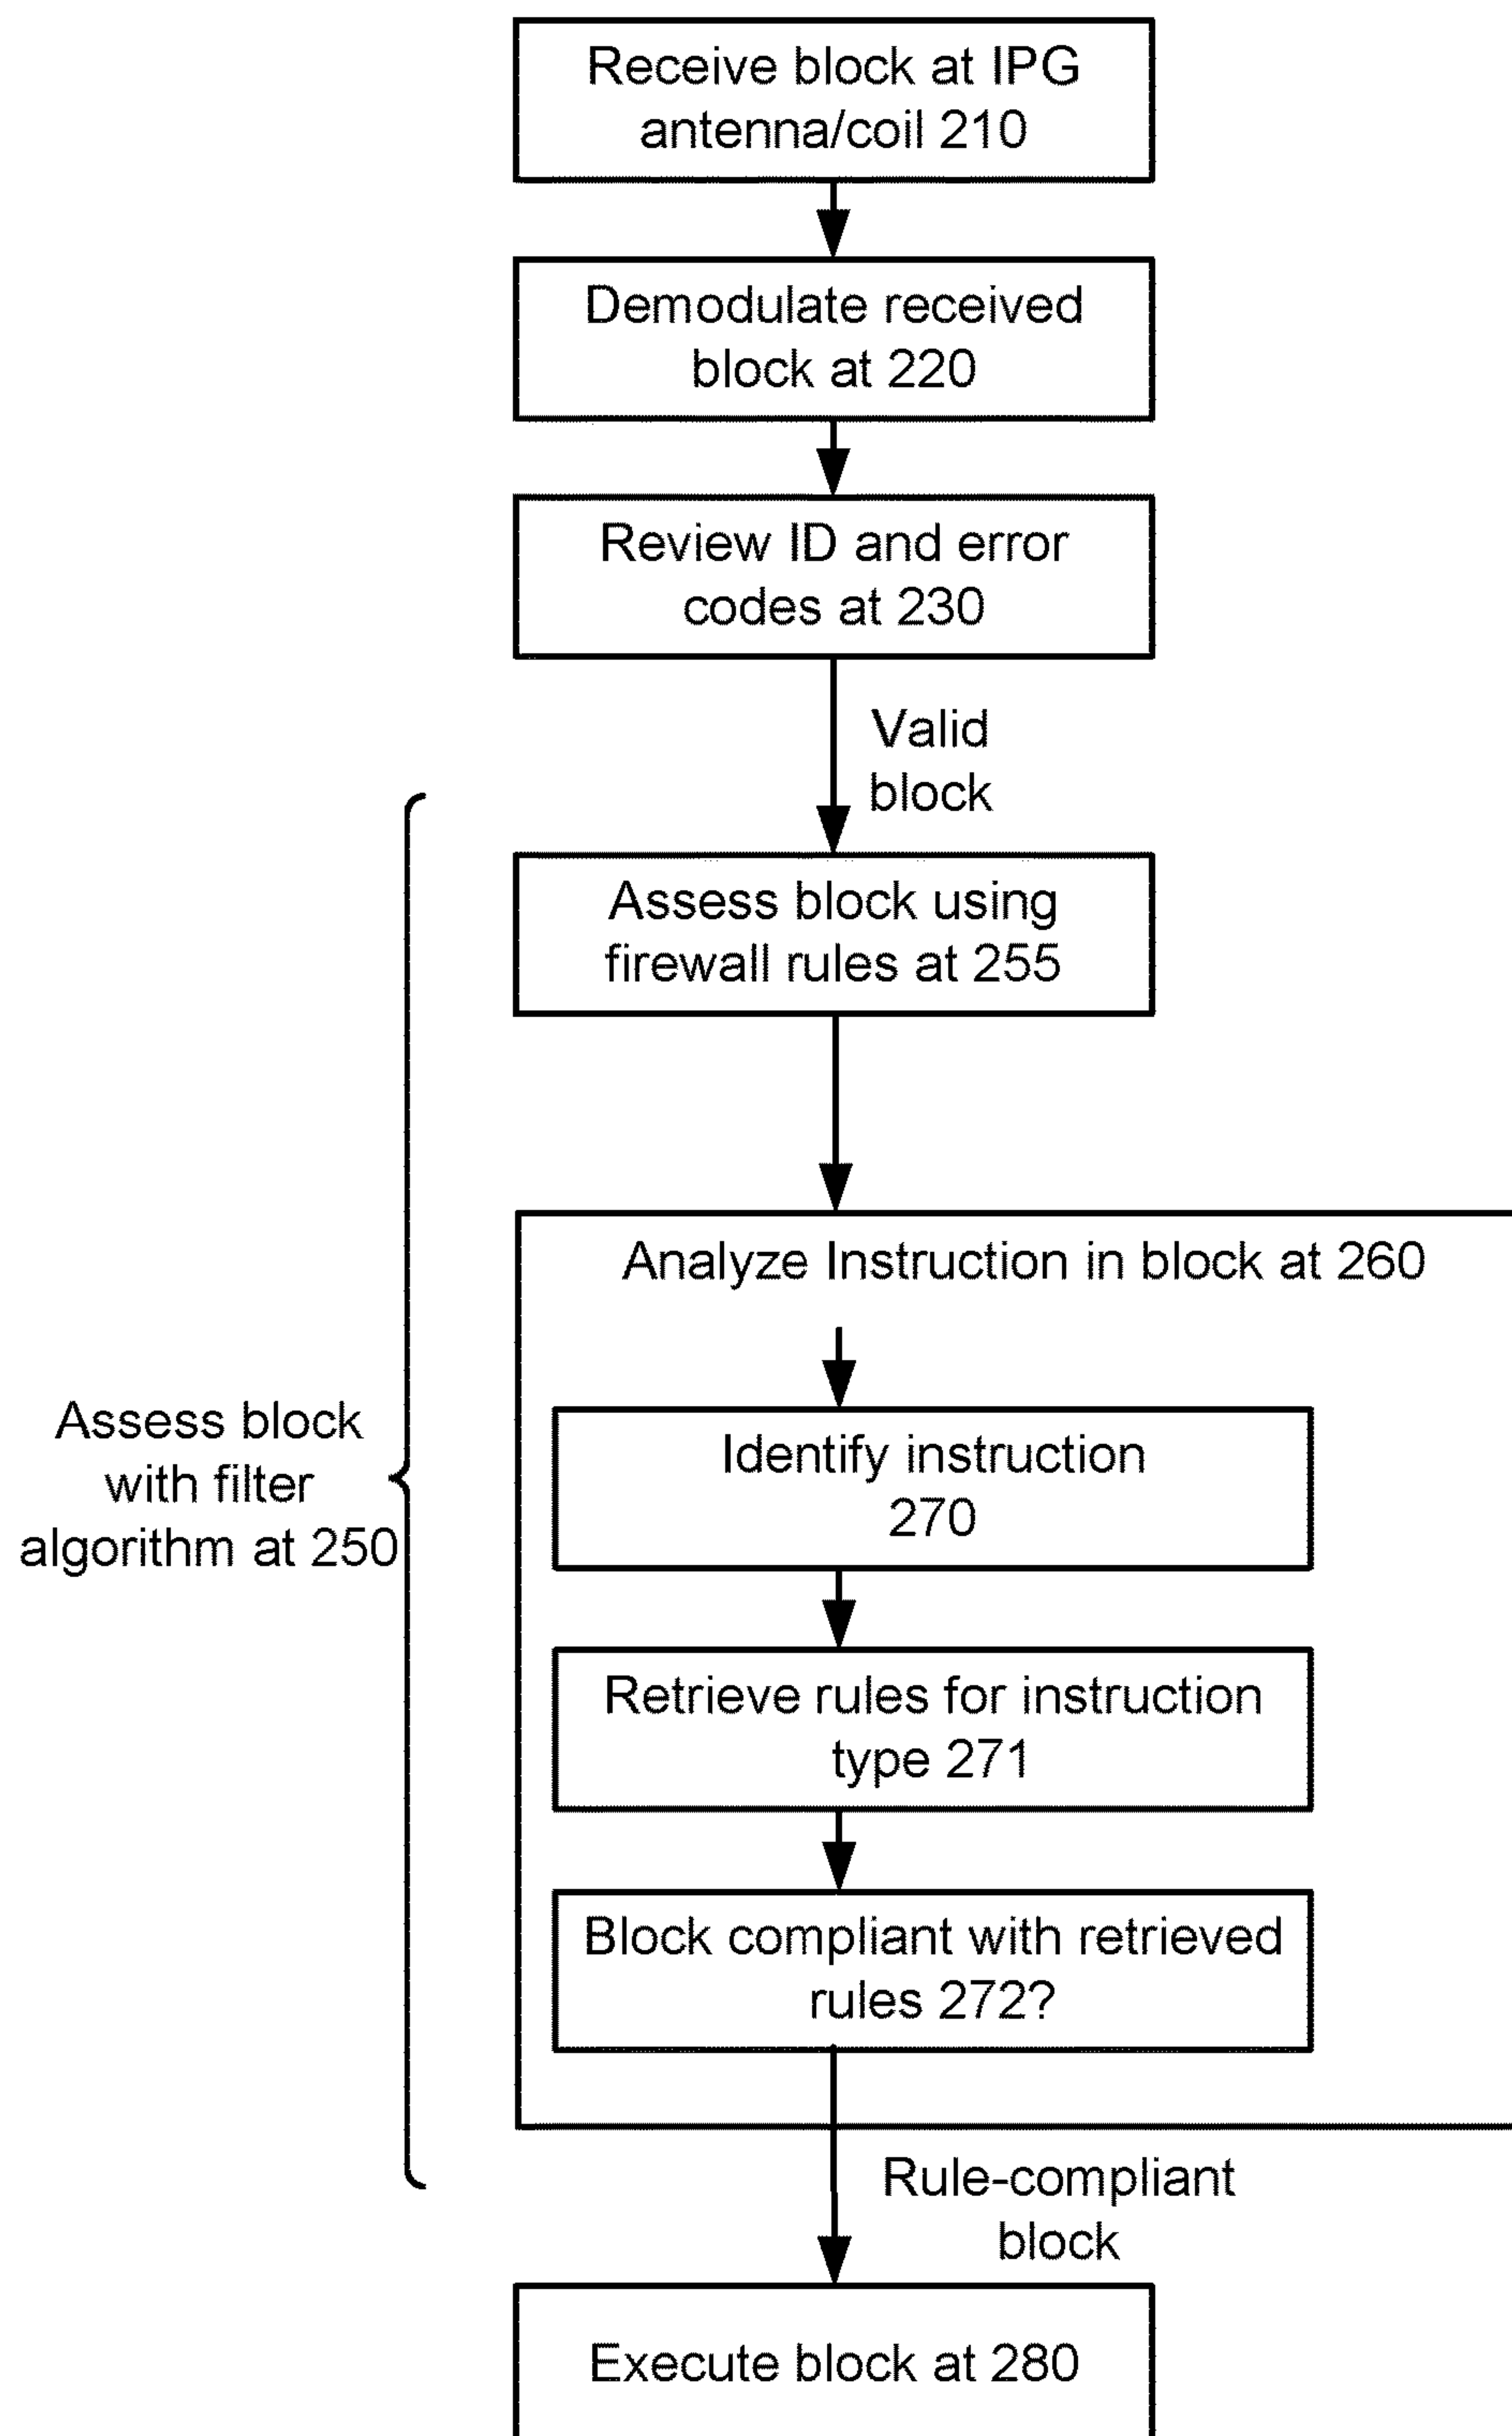 Receive block at IPG
antenna/coil 210
Demodulate received
block at 220
Review ID and error
codes at 230
Valid
block
Assess block using
firewall rules at 255
Analyze Instruction in block at 260
Assess block
with filter
algorithm at 250
Identify instruction
270
Retrieve rules for instruction
type 271
Block compliant with retrieved
rules 272?
Rule-compliant
block
Execute block at 280